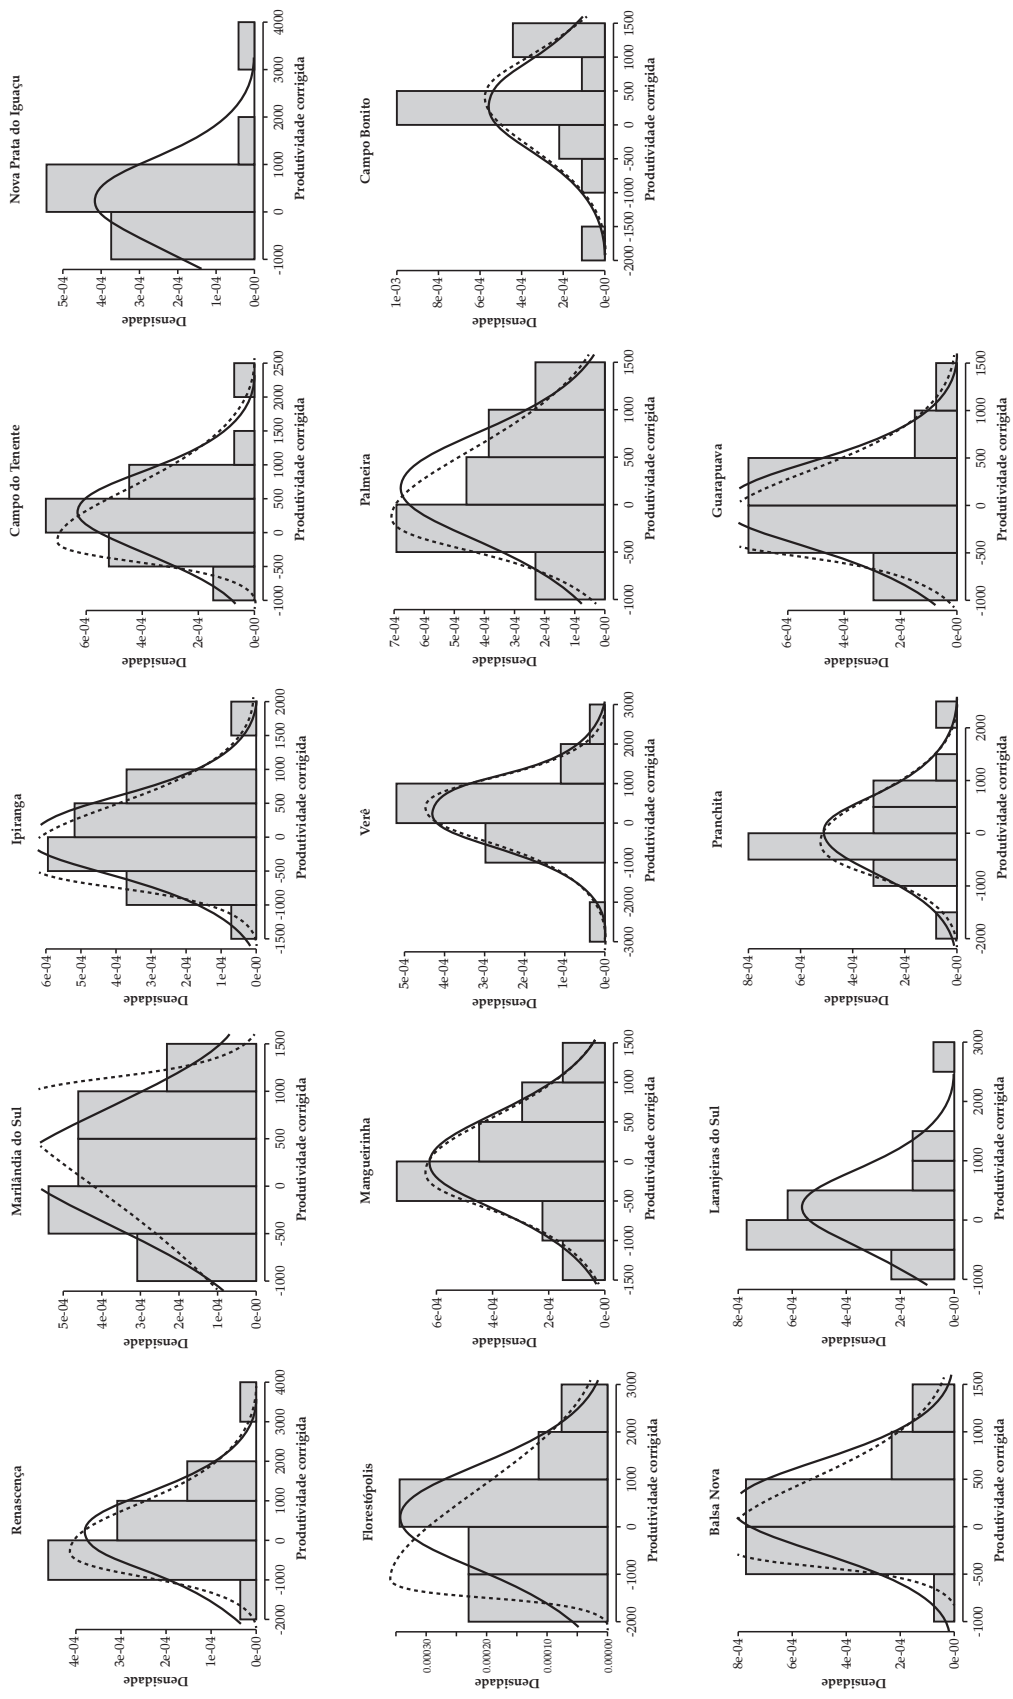 Renascença
Densidade
4e-04
3e-04
2e-04
1e-04
0e-00
-2000 -1000 0 1000 2000 3000 4000
Produtividade corrigida
Marilândia do Sul
Densidade
5e-04
4e-04
3e-04
2e-04
1e-04
0e-00
-1000 -500 0 500 1000 1500
Produtividade corrigida
Ipiranga
Densidade
6e-04
5e-04
4e-04
3e-04
2e-04
1e-04
0e-00
-1500 -1000 -500 0 500 1000 1500 2000
Produtividade corrigida
Campo do Tenente
Densidade
6e-04
4e-04
2e-04
0e-00
-1000 -500 0 500 1000 1500 2000 2500
Produtividade corrigida
Nova Prata do Iguaçu
Densidade
5e-04
4e-04
3e-04
2e-04
1e-04
0e-00
-1000 0 1000 2000 3000 4000
Produtividade corrigida
Florestópolis
Densidade
0.00030
0.00020
0.00010
0.00000
-2000 -1000 0 1000 2000 3000
Produtividade corrigida
Mangueirinha
Densidade
6e-04
4e-04
2e-04
0e-00
-1500 -1000 -500 0 500 1000 1500
Produtividade corrigida
Verê
Densidade
5e-04
4e-04
3e-04
2e-04
1e-04
0e-00
-3000 -2000 -1000 0 1000 2000 3000
Produtividade corrigida
Palmeira
Densidade
7e-04
6e-04
5e-04
4e-04
3e-04
2e-04
1e-04
0e-00
-1000 -500 0 500 1000 1500
Produtividade corrigida
Campo Bonito
Densidade
1e-03
8e-04
6e-04
4e-04
2e-04
0e-00
-2000 -1500 -1000 -500 0 500 1000 1500
Produtividade corrigida
Balsa Nova
Densidade
8e-04
6e-04
4e-04
2e-04
0e-00
-1000 -500 0 500 1000 1500
Produtividade corrigida
Laranjeiras do Sul
Densidade
8e-04
6e-04
4e-04
2e-04
0e-00
-1000 0 1000 2000 3000
Produtividade corrigida
Pranchita
Densidade
8e-04
6e-04
4e-04
2e-04
0e-00
-2000 -1000 0 1000 2000
Produtividade corrigida
Guarapuava
Densidade
6e-04
2e-04
0e-00
-1000 -500 0 500 1000 1500
Produtividade corrigida